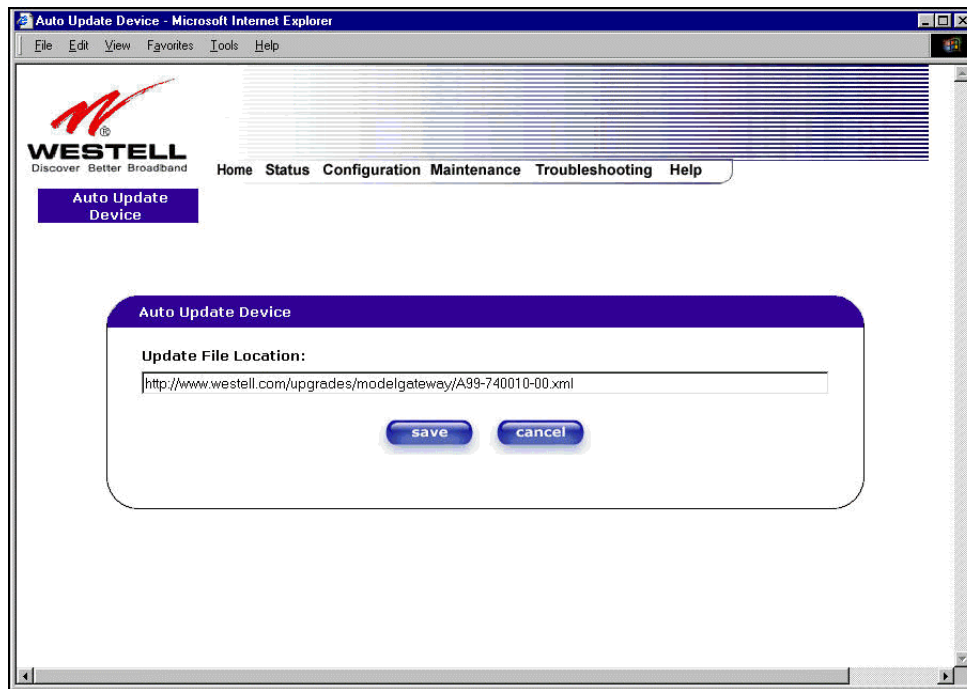 Auto Update Device - Microsoft Internet Explorer
File Edit View Favorites Tools Help
®
WESTELL
Discover Better Broadband
Home Status Configuration Maintenance Troubleshooting Help
Auto Update
Device
Auto Update Device
Update File Location:
http://www.westell.com/upgrades/modelgateway/A99-740010-00.xml
save cancel